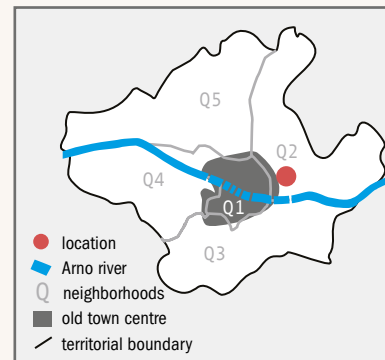 Q5
Q2
Q4
Q1
Q3
location
Arno river
Q neighborhoods
old town centre
territorial boundary